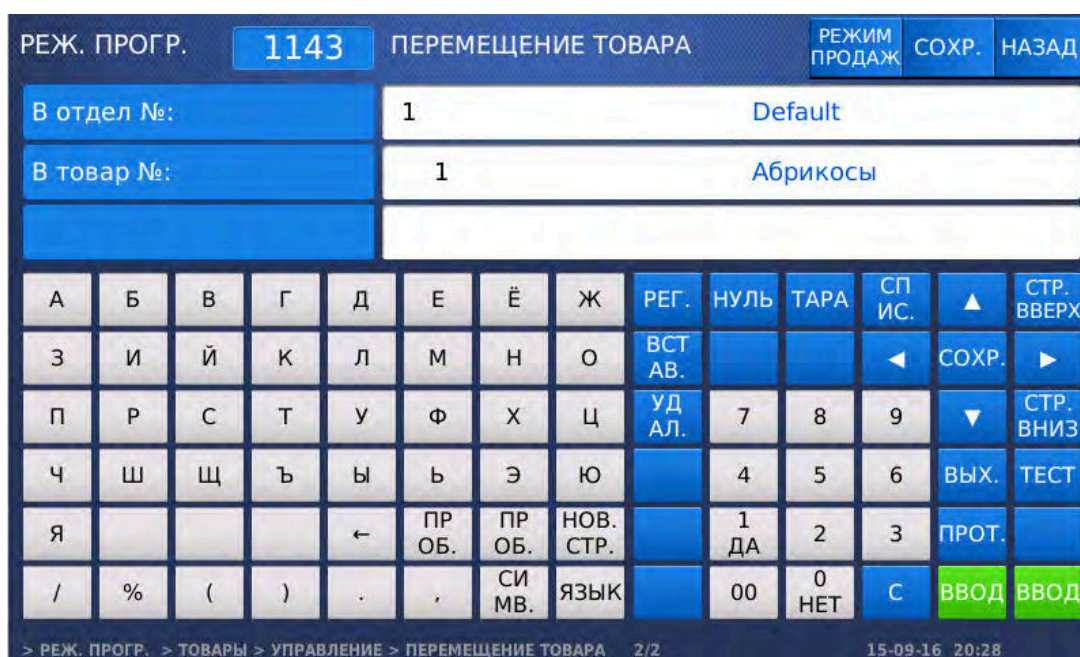 РЕЖ. ПРОГР. 1143 ПЕРЕМЕЩЕНИЕ ТОВАРА РЕЖИМ ПРОДАЖ СОХР. НАЗАД
В отдел №: 1 Default
В товар №: 1 Абрикосы
А Б В Г Д Е Ё Ж РЕГ. НУЛЬ ТАРА СП ИС. ▲ СТР. ВВЕРХ
З И Й К Л М Н О ВСТ АВ. ◄ СОХР. ►
П Р С Т У Ф Х Ц УД АЛ. 7 8 9 ▼ СТР. ВНИЗ
Ч Ш Щ Ъ Ы Ь Э Ю 4 5 6 ВЫХ. ТЕСТ
Я ← ПР ОБ. ПР ОБ. НОВ. СТР. 1 ДА 2 3 ПРОТ.
/ % ( ) . , СИ МВ. ЯЗЫК 00 0 НЕТ С ВВОД ВВОД
> РЕЖ. ПРОГР. > ТОВАРЫ > УПРАВЛЕНИЕ > ПЕРЕМЕЩЕНИЕ ТОВАРА 2/2 15-09-16 20:28